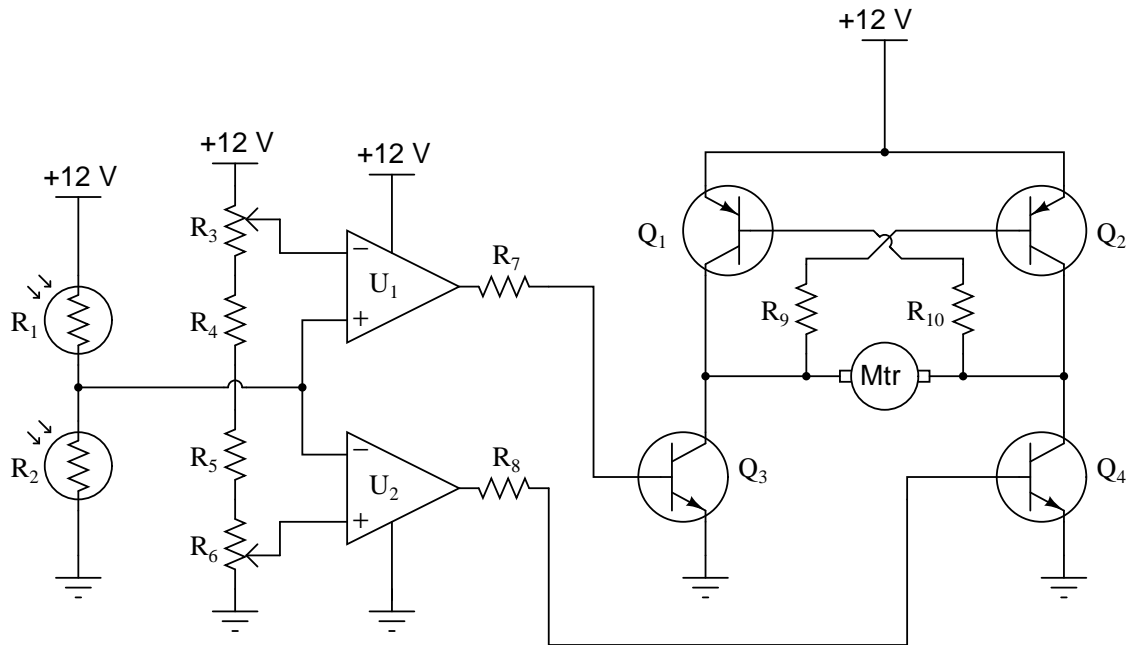 +12 V
+12 V
+12 V
+12 V
R1
R2
R3
R4
R5
R6
−
+
U1
−
+
U2
R7
R8
Q1
Q2
R9
R10
Mtr
Q3
Q4